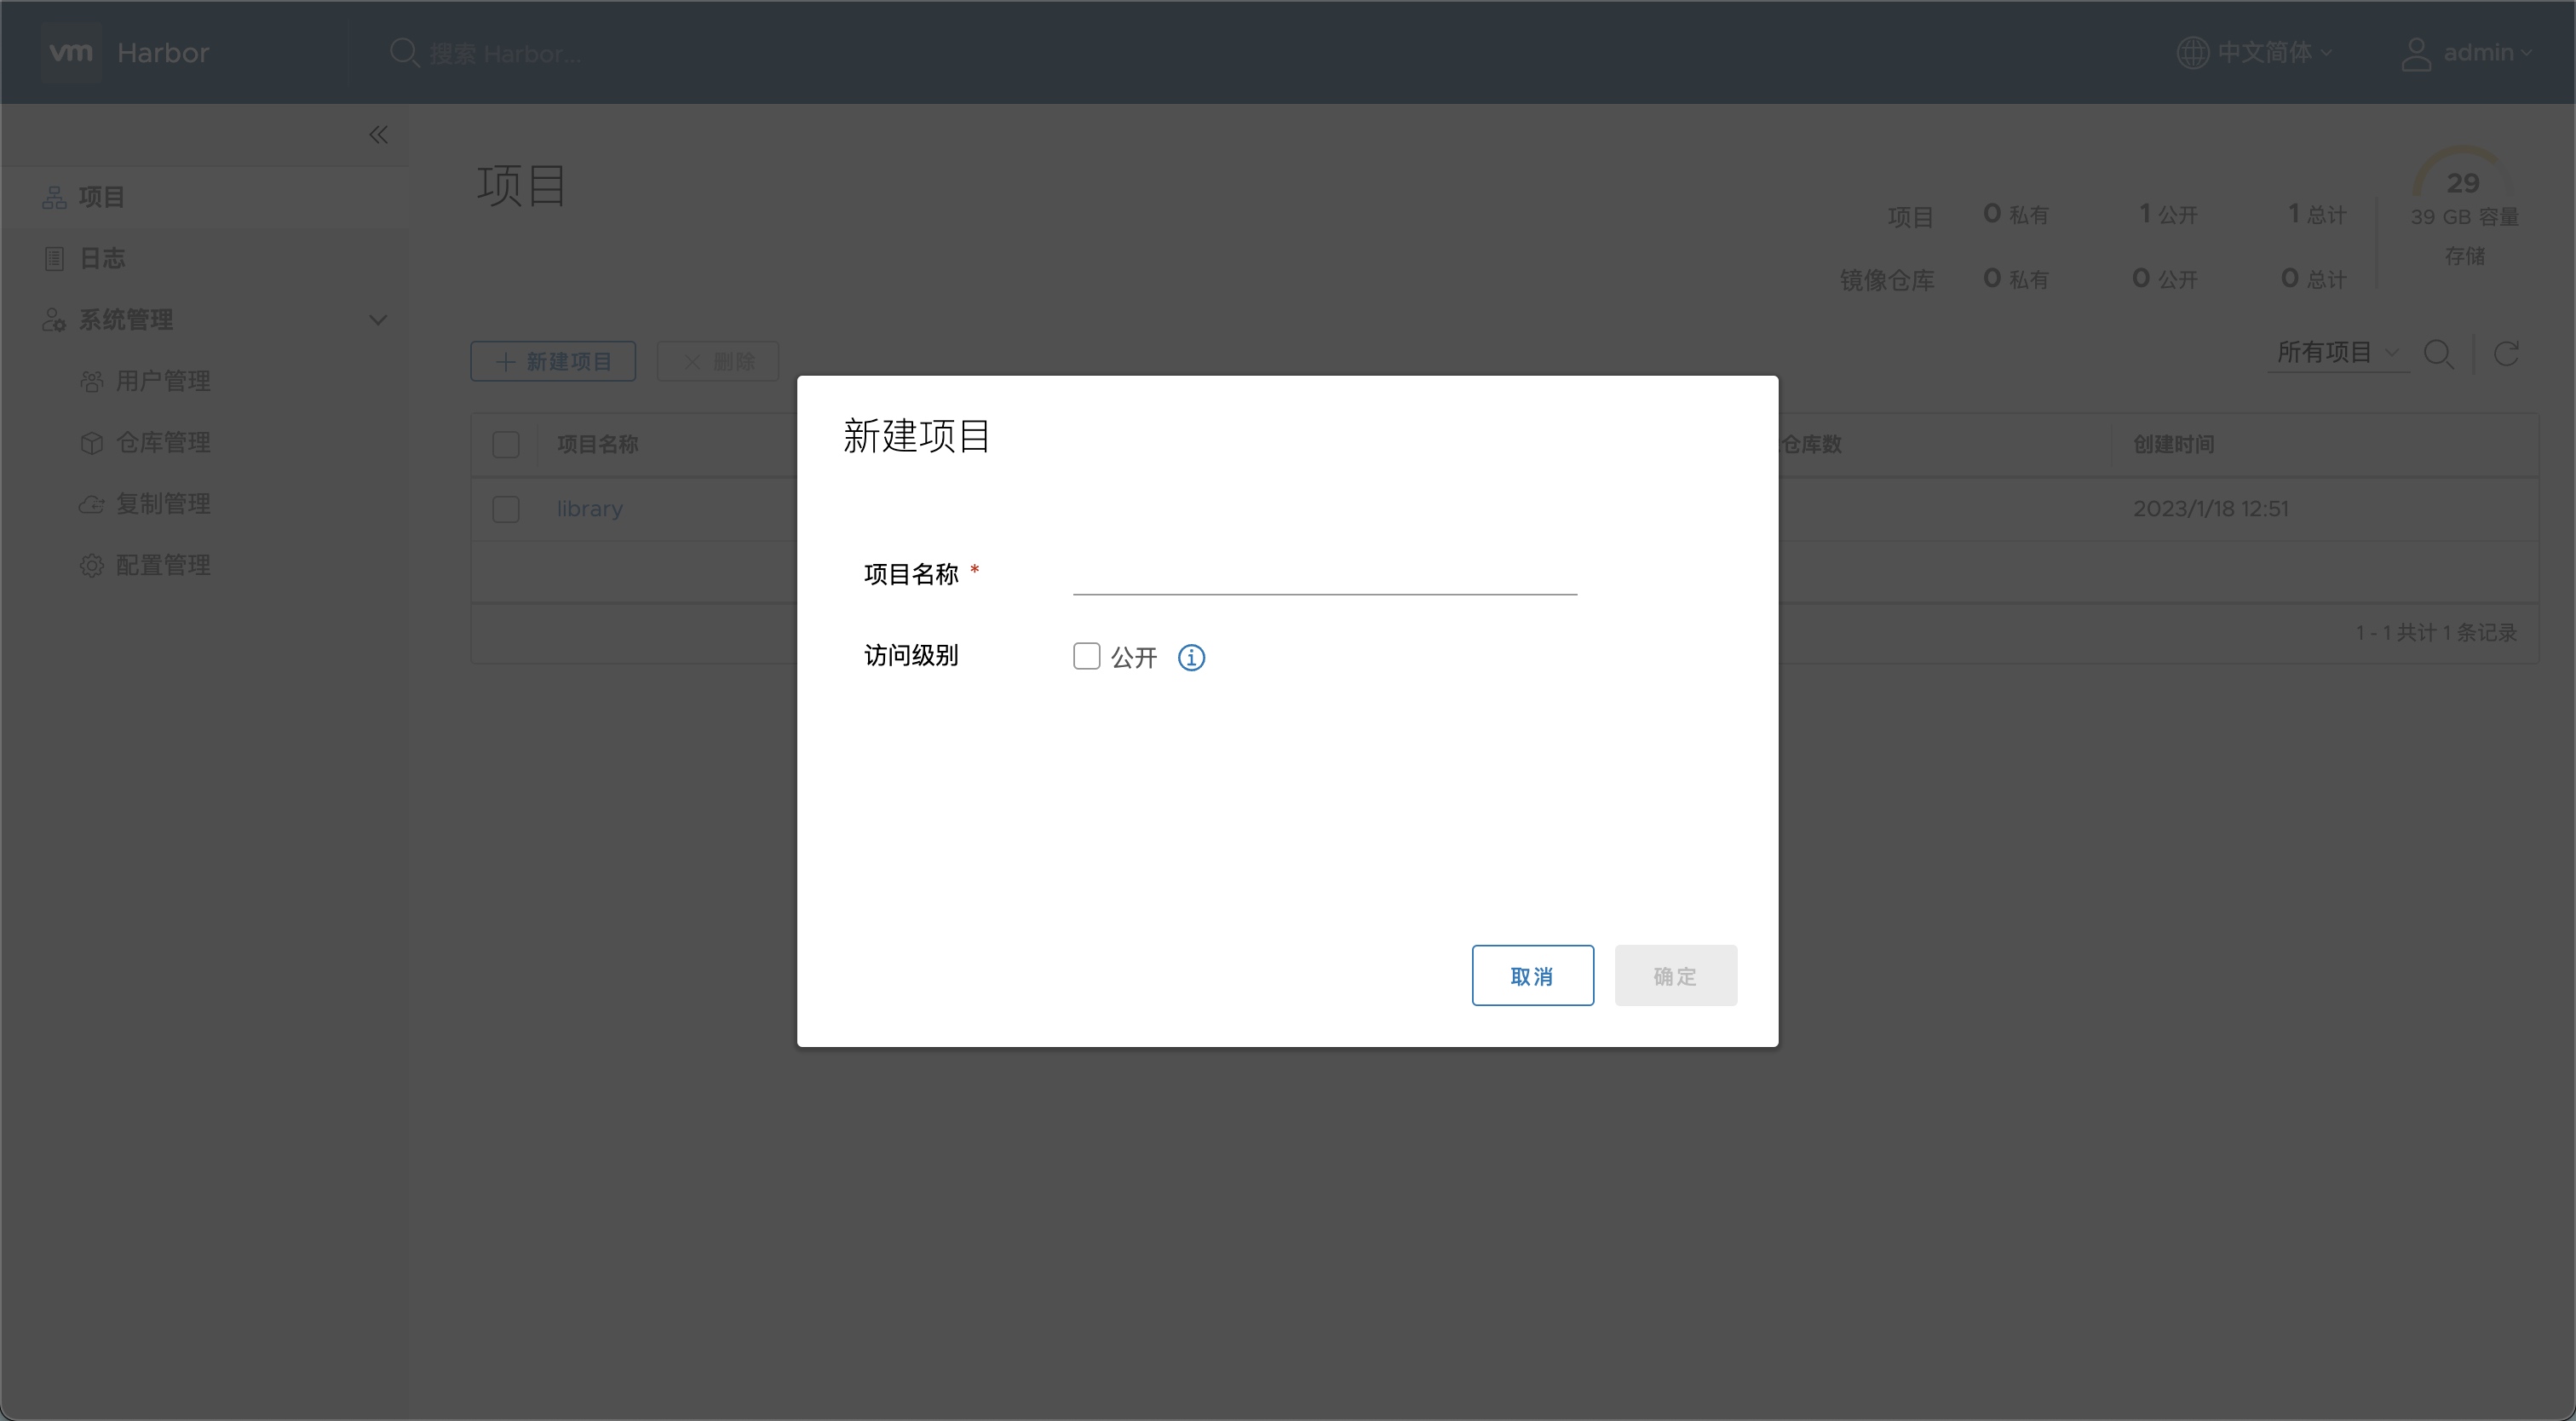 vm Harbor 搜索 Harbor... 中文简体 admin
项目
日志
系统管理
用户管理
仓库管理
复制管理
配置管理
项目
项目 0 私有 1 公开 1 总计
镜像仓库 0 私有 0 公开 0 总计
29
39 GB 容量
存储
新建项目 删除 所有项目
项目名称 仓库数 创建时间
library 2023/1/18 12:51
1 - 1 共计 1 条记录
新建项目
项目名称 *
访问级别 公开
取消 确定